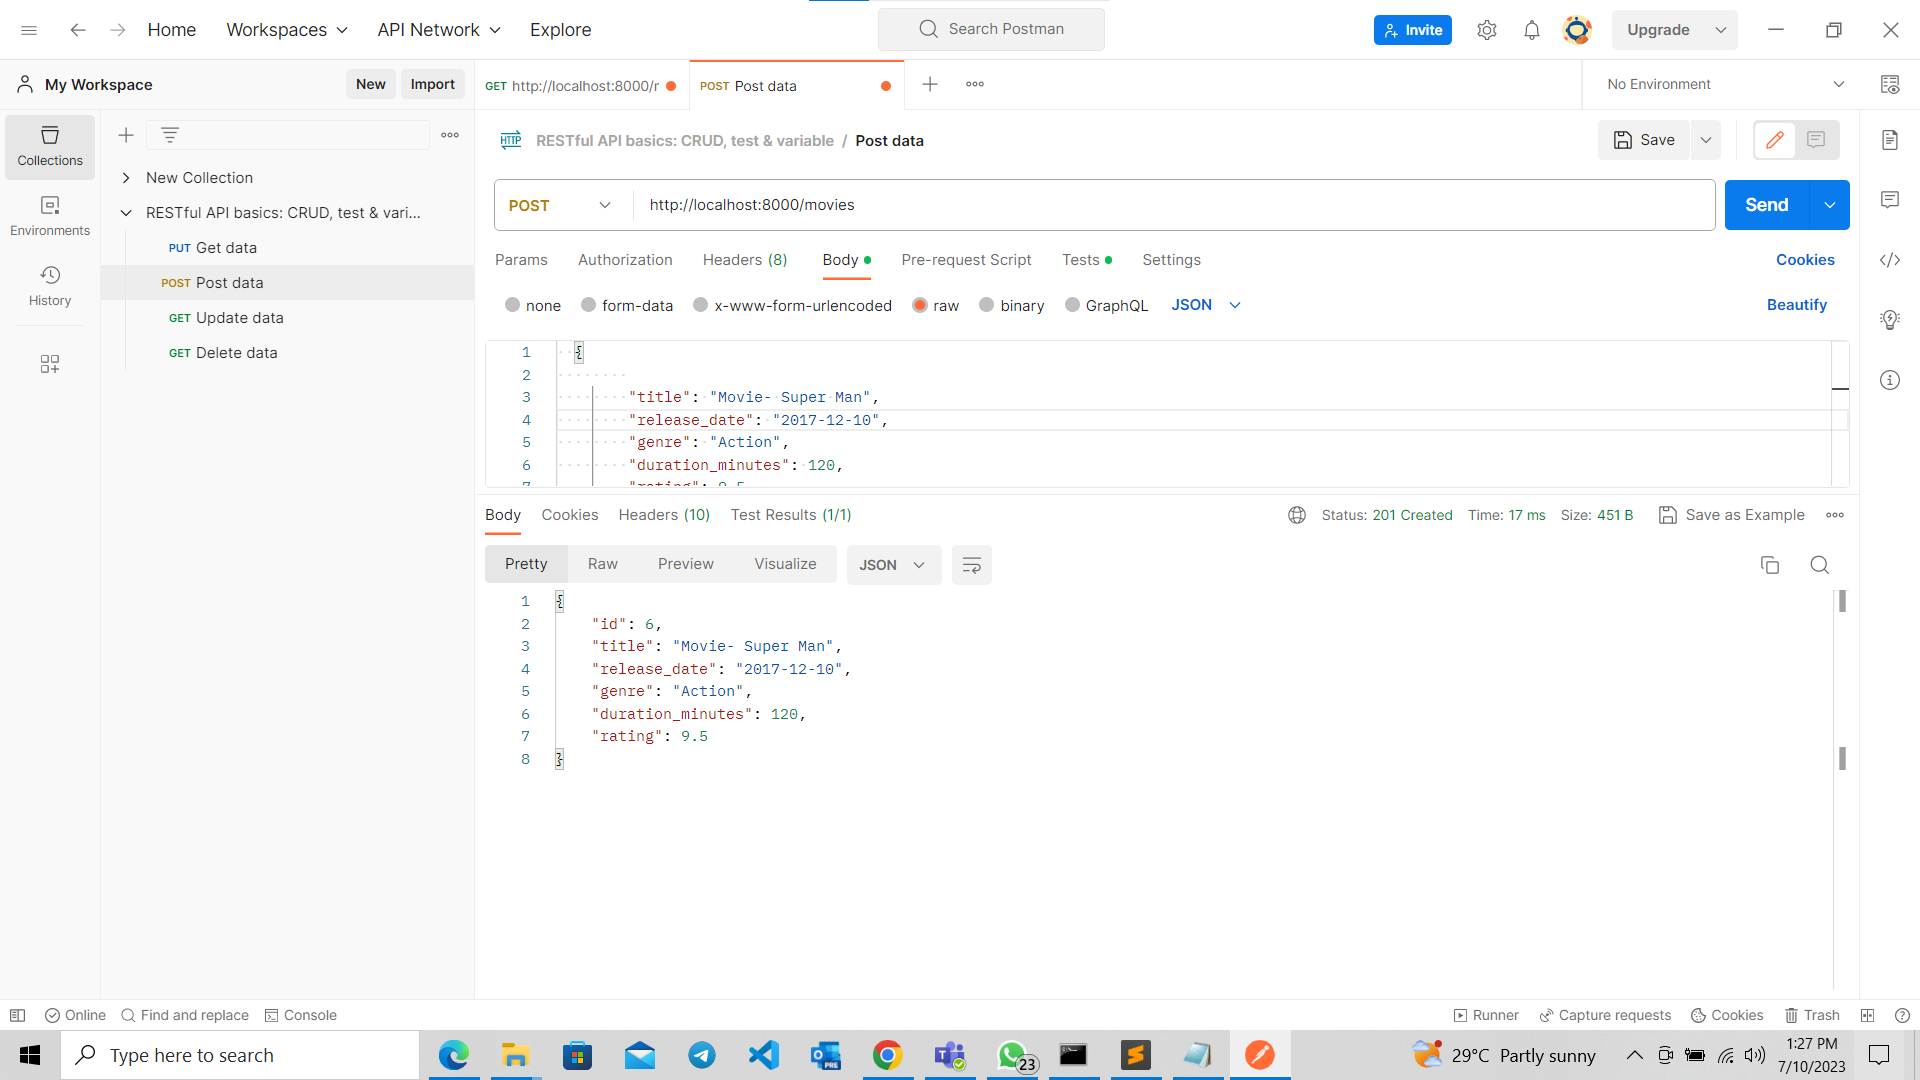 Home Workspaces API Network Explore Search Postman Invite Upgrade
My Workspace New Import GET http://localhost:8000/r POST Post data No Environment
Collections
Environments
History
New Collection
RESTful API basics: CRUD, test & vari...
PUT Get data
POST Post data
GET Update data
GET Delete data
HTTP RESTful API basics: CRUD, test & variable / Post data Save
POST http://localhost:8000/movies Send
Params Authorization Headers (8) Body Pre-request Script Tests Settings Cookies
none form-data x-www-form-urlencoded raw binary GraphQL JSON Beautify
1 {
2
3 "title": "Movie- Super Man",
4 "release_date": "2017-12-10",
5 "genre": "Action",
6 "duration_minutes": 120,
7 "rating": 9.5
Body Cookies Headers (10) Test Results (1/1) Status: 201 Created Time: 17 ms Size: 451 B Save as Example
Pretty Raw Preview Visualize JSON
1 {
2 "id": 6,
3 "title": "Movie- Super Man",
4 "release_date": "2017-12-10",
5 "genre": "Action",
6 "duration_minutes": 120,
7 "rating": 9.5
8 }
Online Find and replace Console Runner Capture requests Cookies Trash
Type here to search PRE 23 29°C Partly sunny 1:27 PM
7/10/2023